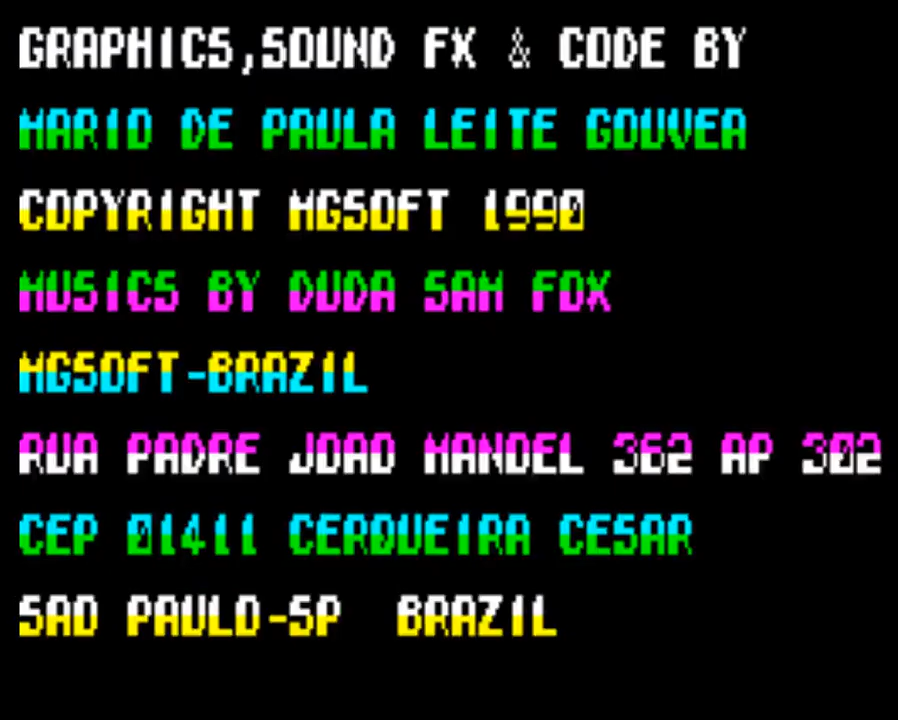 GRAPHICS,SOUND FX & CODE BY
MARIO DE PAULA LEITE GOUVEA
COPYRIGHT MGSOFT 1990
MUSICS BY DUDA SAM FOX
MGSOFT-BRAZIL
RUA PADRE JOAO MANOEL 362 AP 302
CEP 01411 CERQUEIRA CESAR
SAO PAULO-SP  BRAZIL